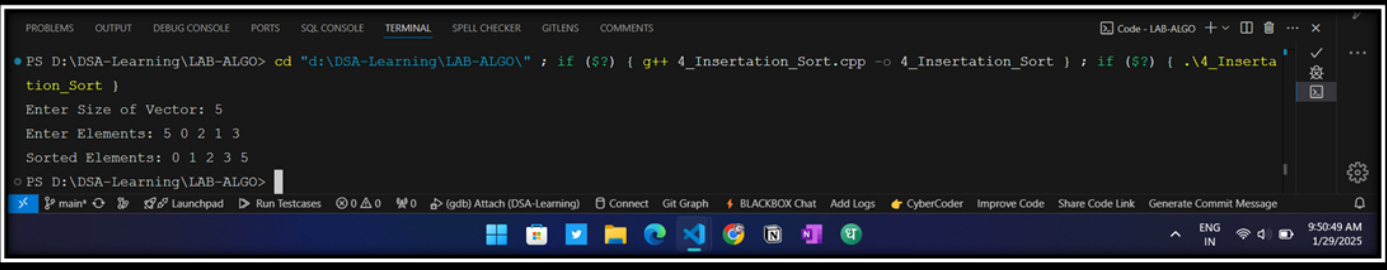 PROBLEMS OUTPUT DEBUG CONSOLE PORTS SQL CONSOLE TERMINAL SPELL CHECKER GITLENS COMMENTS Code - LAB-ALGO
PS D:\DSA-Learning\LAB-ALGO> cd "d:\DSA-Learning\LAB-ALGO\" ; if ($?) { g++ 4_Insertation_Sort.cpp -o 4_Insertation_Sort } ; if ($?) { .\4_Inserta
tion_Sort }
Enter Size of Vector: 5
Enter Elements: 5 0 2 1 3
Sorted Elements: 0 1 2 3 5
PS D:\DSA-Learning\LAB-ALGO>
main* Launchpad Run Testcases 0 0 0 (gdb) Attach (DSA-Learning) Connect Git Graph BLACKBOX Chat Add Logs CyberCoder Improve Code Share Code Link Generate Commit Message
ENG 9:50:49 AM
IN 1/29/2025